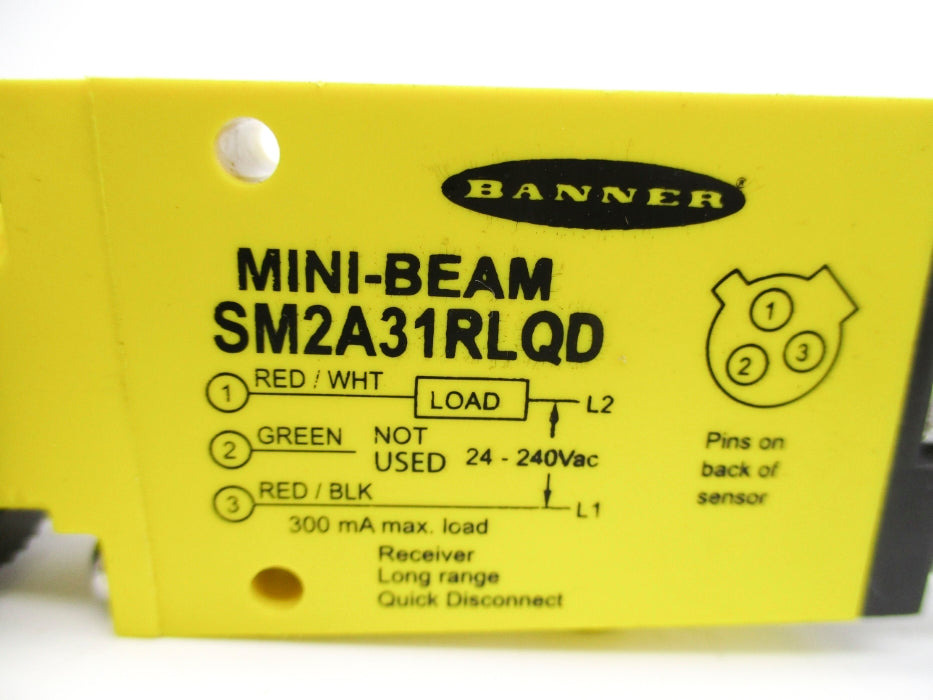 BANNER®
MINI-BEAM
SM2A31RLQD
1 RED / WHT LOAD L2
2 GREEN NOT USED 24 - 240Vac
3 RED / BLK L1
300 mA max. load
Receiver
Long range
Quick Disconnect
1
2 3
Pins on
back of
sensor